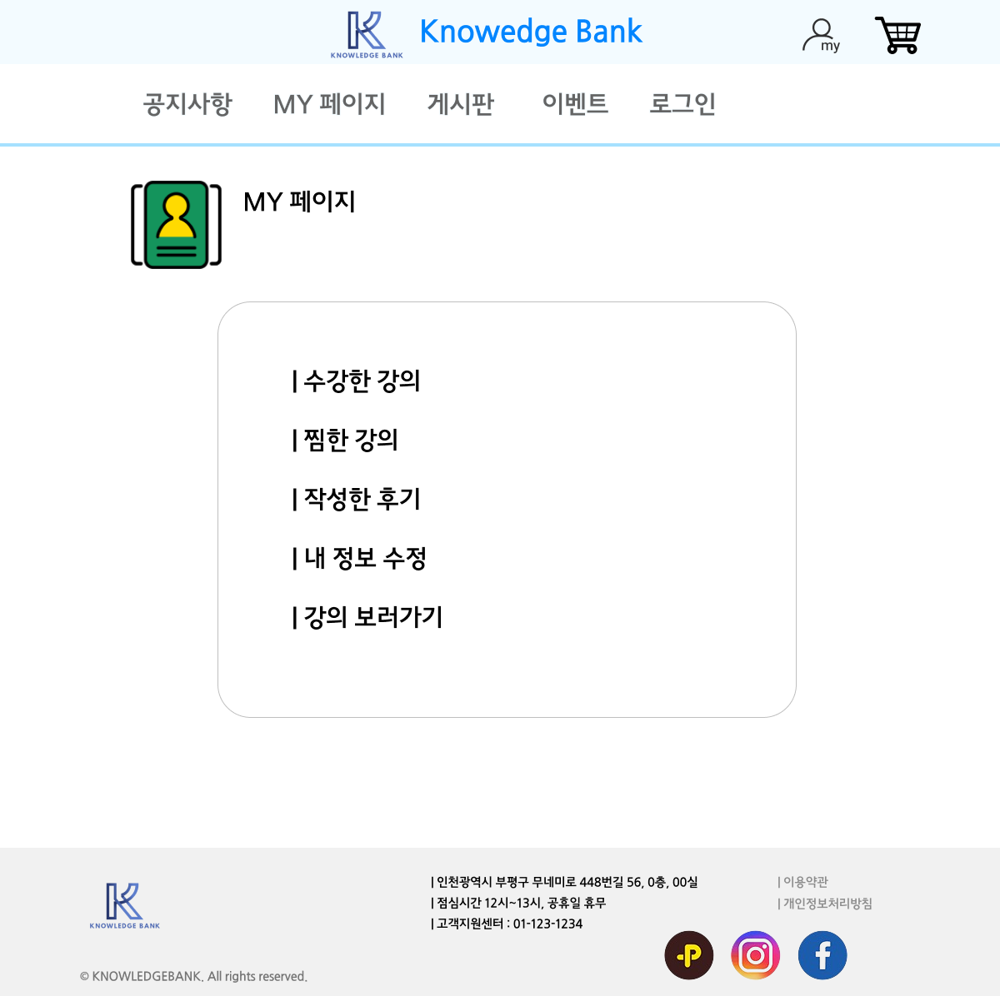 KNOWLEDGE BANK
Knowedge Bank
my
공지사항 MY 페이지 게시판 이벤트 로그인
MY 페이지
| 수강한 강의
| 찜한 강의
| 작성한 후기
| 내 정보 수정
| 강의 보러가기
KNOWLEDGE BANK
| 인천광역시 부평구 무네미로 448번길 56, 0층, 00실
| 점심시간 12시~13시, 공휴일 휴무
| 고객지원센터 : 01-123-1234
| 이용약관
| 개인정보처리방침
© KNOWLEDGEBANK. All rights reserved.